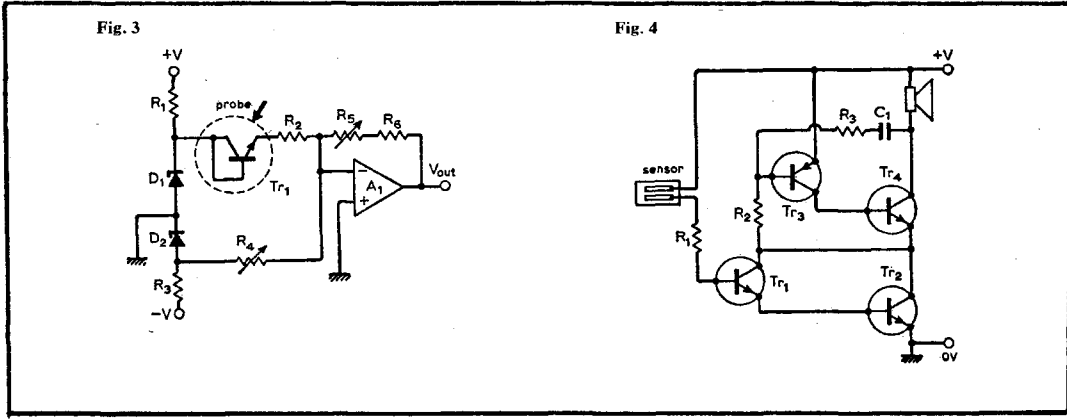 Fig. 3
+V
R1
probe
R2
R5
R6
D1
Tr1
A1
−
+
Vout
D2
R4
R3
−V
Fig. 4
+V
R3
C1
sensor
Tr3
Tr4
R2
R1
Tr1
Tr2
0V